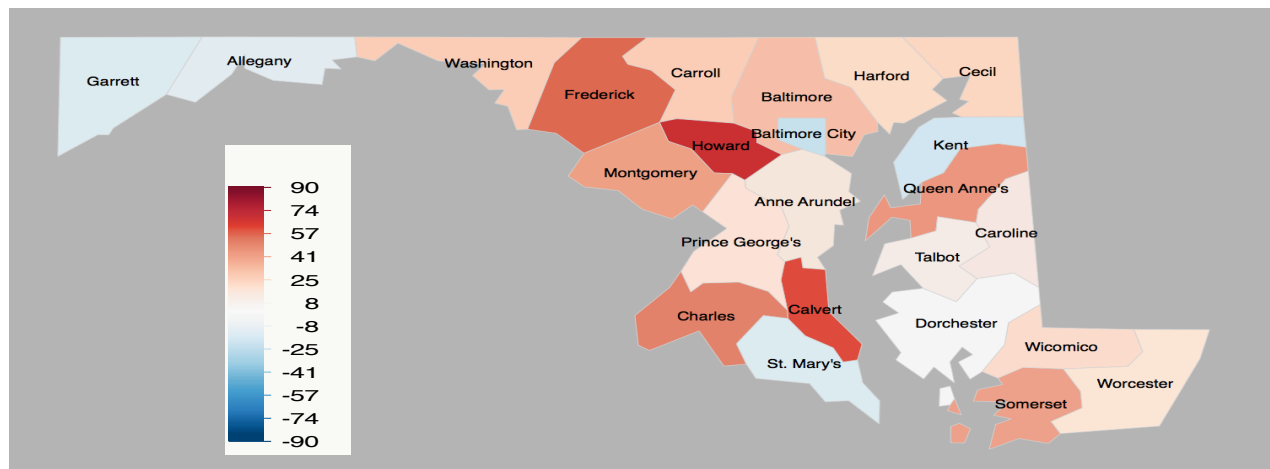 Garrett
Allegany
Washington
Frederick
Carroll
Baltimore
Harford
Cecil
Baltimore City
Howard
Montgomery
Kent
Queen Anne's
Anne Arundel
Prince George's
Caroline
Talbot
Charles
Calvert
Dorchester
St. Mary's
Wicomico
Worcester
Somerset
90
74
57
41
25
8
-8
-25
-41
-57
-74
-90